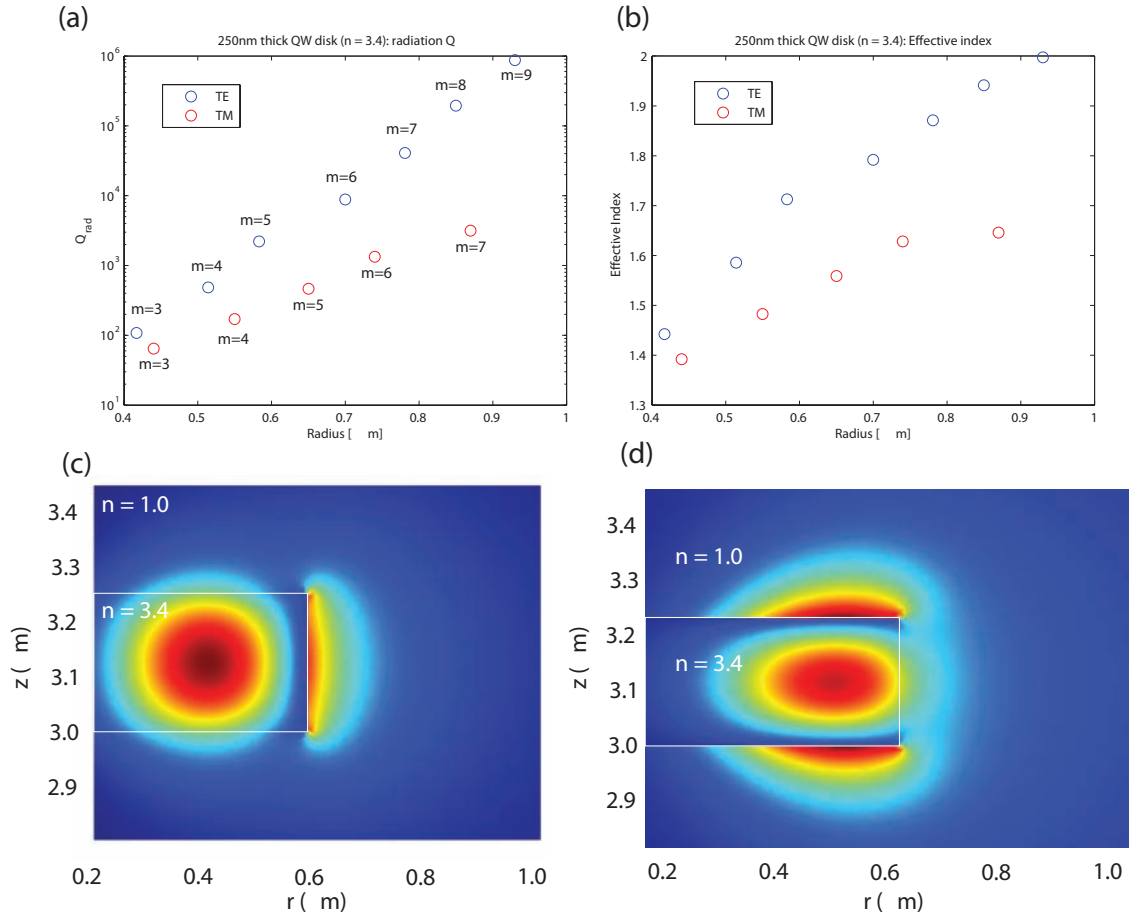 (a)
250nm thick QW disk (n = 3.4): radiation Q
10^6
10^5
10^4
10^3
10^2
10^1
Q_rad
TE
TM
m=3
m=4
m=5
m=6
m=7
m=8
m=9
m=3
m=4
m=5
m=6
m=7
0.4 0.5 0.6 0.7 0.8 0.9 1
Radius [ m]
(b)
250nm thick QW disk (n = 3.4): Effective index
2
1.9
1.8
1.7
1.6
1.5
1.4
1.3
Effective Index
TE
TM
0.4 0.5 0.6 0.7 0.8 0.9 1
Radius [ m]
(c)
n = 1.0
n = 3.4
3.4
3.3
3.2
3.1
3.0
2.9
z ( m)
0.2 0.4 0.6 0.8 1.0
r ( m)
(d)
n = 1.0
n = 3.4
3.4
3.3
3.2
3.1
3.0
2.9
z ( m)
0.2 0.4 0.6 0.8 1.0
r ( m)